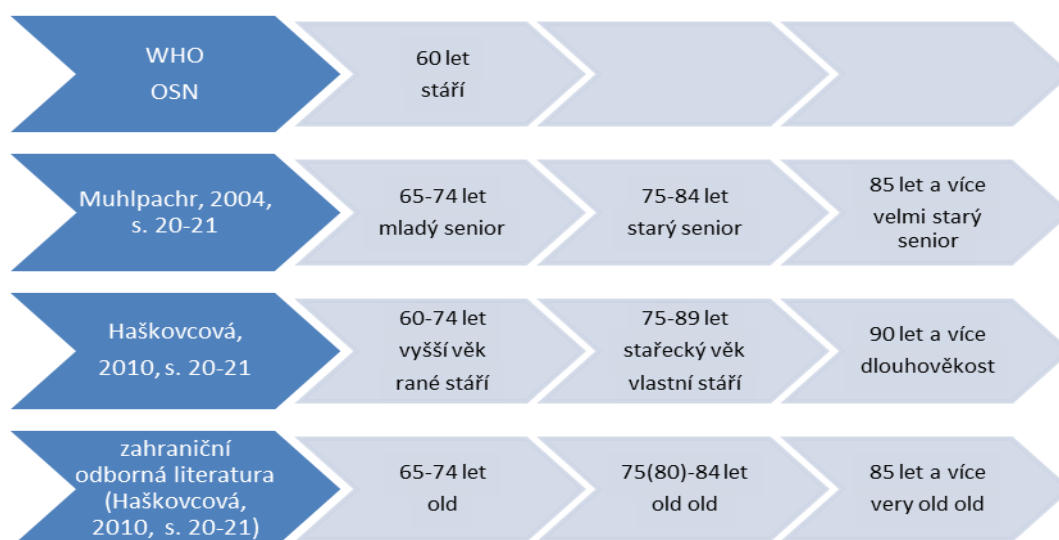 WHO
OSN
60 let
stáří
Muhlpachr, 2004,
s. 20-21
65-74 let
mladý senior
75-84 let
starý senior
85 let a více
velmi starý
senior
Haškovcová,
2010, s. 20-21
60-74 let
vyšší věk
rané stáří
75-89 let
stařecký věk
vlastní stáří
90 let a více
dlouhověkost
zahraniční
odborná literatura
(Haškovcová,
2010, s. 20-21)
65-74 let
old
75(80)-84 let
old old
85 let a více
very old old